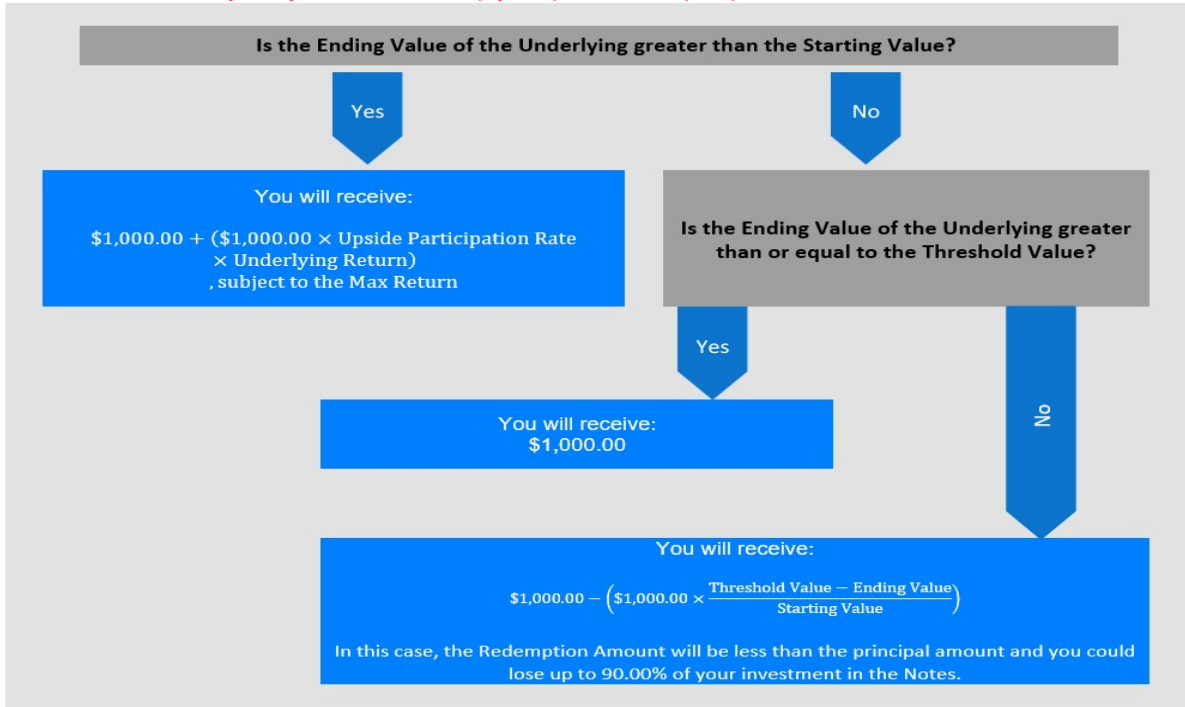 Is the Ending Value of the Underlying greater than the Starting Value?
Yes
No
You will receive:
$1,000.00 + ($1,000.00 × Upside Participation Rate
× Underlying Return)
, subject to the Max Return
Is the Ending Value of the Underlying greater
than or equal to the Threshold Value?
Yes
No
You will receive:
$1,000.00
You will receive:
$1,000.00 − ($1,000.00 × Threshold Value − Ending Value / Starting Value)
In this case, the Redemption Amount will be less than the principal amount and you could
lose up to 90.00% of your investment in the Notes.